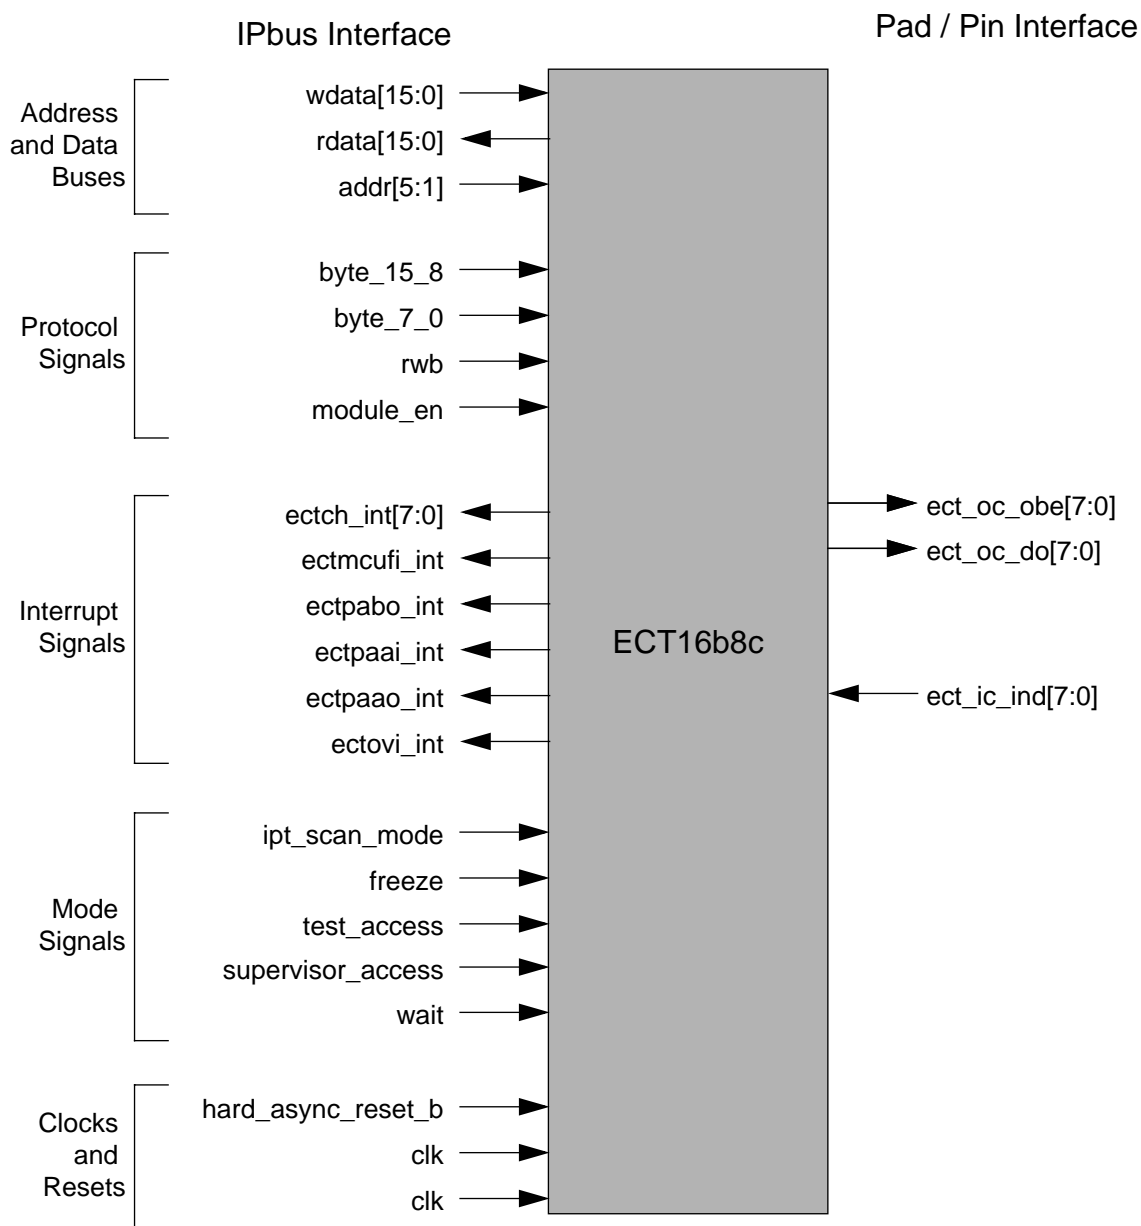 IPbus Interface
Pad / Pin Interface
Address
and Data
Buses
wdata[15:0]
rdata[15:0]
addr[5:1]
Protocol
Signals
byte_15_8
byte_7_0
rwb
module_en
Interrupt
Signals
ectch_int[7:0]
ectmcufi_int
ectpabo_int
ectpaai_int
ectpaao_int
ectovi_int
ECT16b8c
ect_oc_obe[7:0]
ect_oc_do[7:0]
ect_ic_ind[7:0]
Mode
Signals
ipt_scan_mode
freeze
test_access
supervisor_access
wait
Clocks
and
Resets
hard_async_reset_b
clk
clk